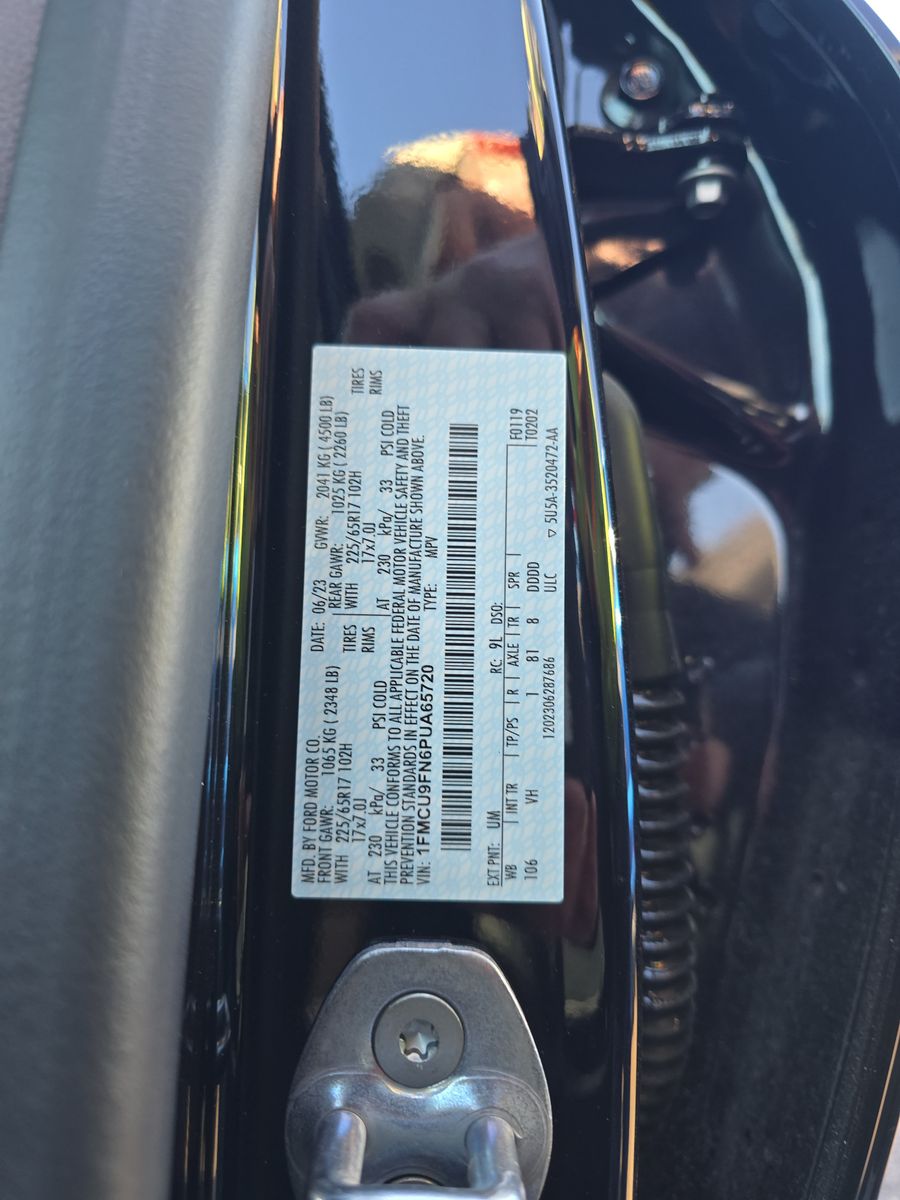 MFD. BY FORD MOTOR CO.
DATE: 06/23 GVWR: 2041 KG ( 4500 LB)
FRONT GAWR: 1065 KG ( 2348 LB) REAR GAWR: 1025 KG ( 2260 LB)
WITH 225/65R17 102H TIRES WITH 225/65R17 102H TIRES
17x7.0J RIMS 17x7.0J RIMS
AT 230 kPa/ 33 PSI COLD AT 230 kPa/ 33 PSI COLD
THIS VEHICLE CONFORMS TO ALL APPLICABLE FEDERAL MOTOR VEHICLE SAFETY AND THEFT
PREVENTION STANDARDS IN EFFECT ON THE DATE OF MANUFACTURE SHOWN ABOVE.
VIN: 1FMCU9FN6PUA65720 TYPE: MPV
EXT PNT: UM RC: 9L DSO: F0119
WB INT TR TP/PS R AXLE TR SPR T0202
106 VH 1 81 8 DDDD
1202306287686 ULC ▽ 5U5A-3520472-AA